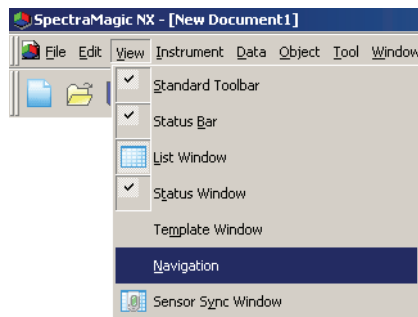 SpectraMagic NX - [New Document1]
File Edit View Instrument Data Object Tool Window
Standard Toolbar
Status Bar
List Window
Status Window
Template Window
Navigation
Sensor Sync Window